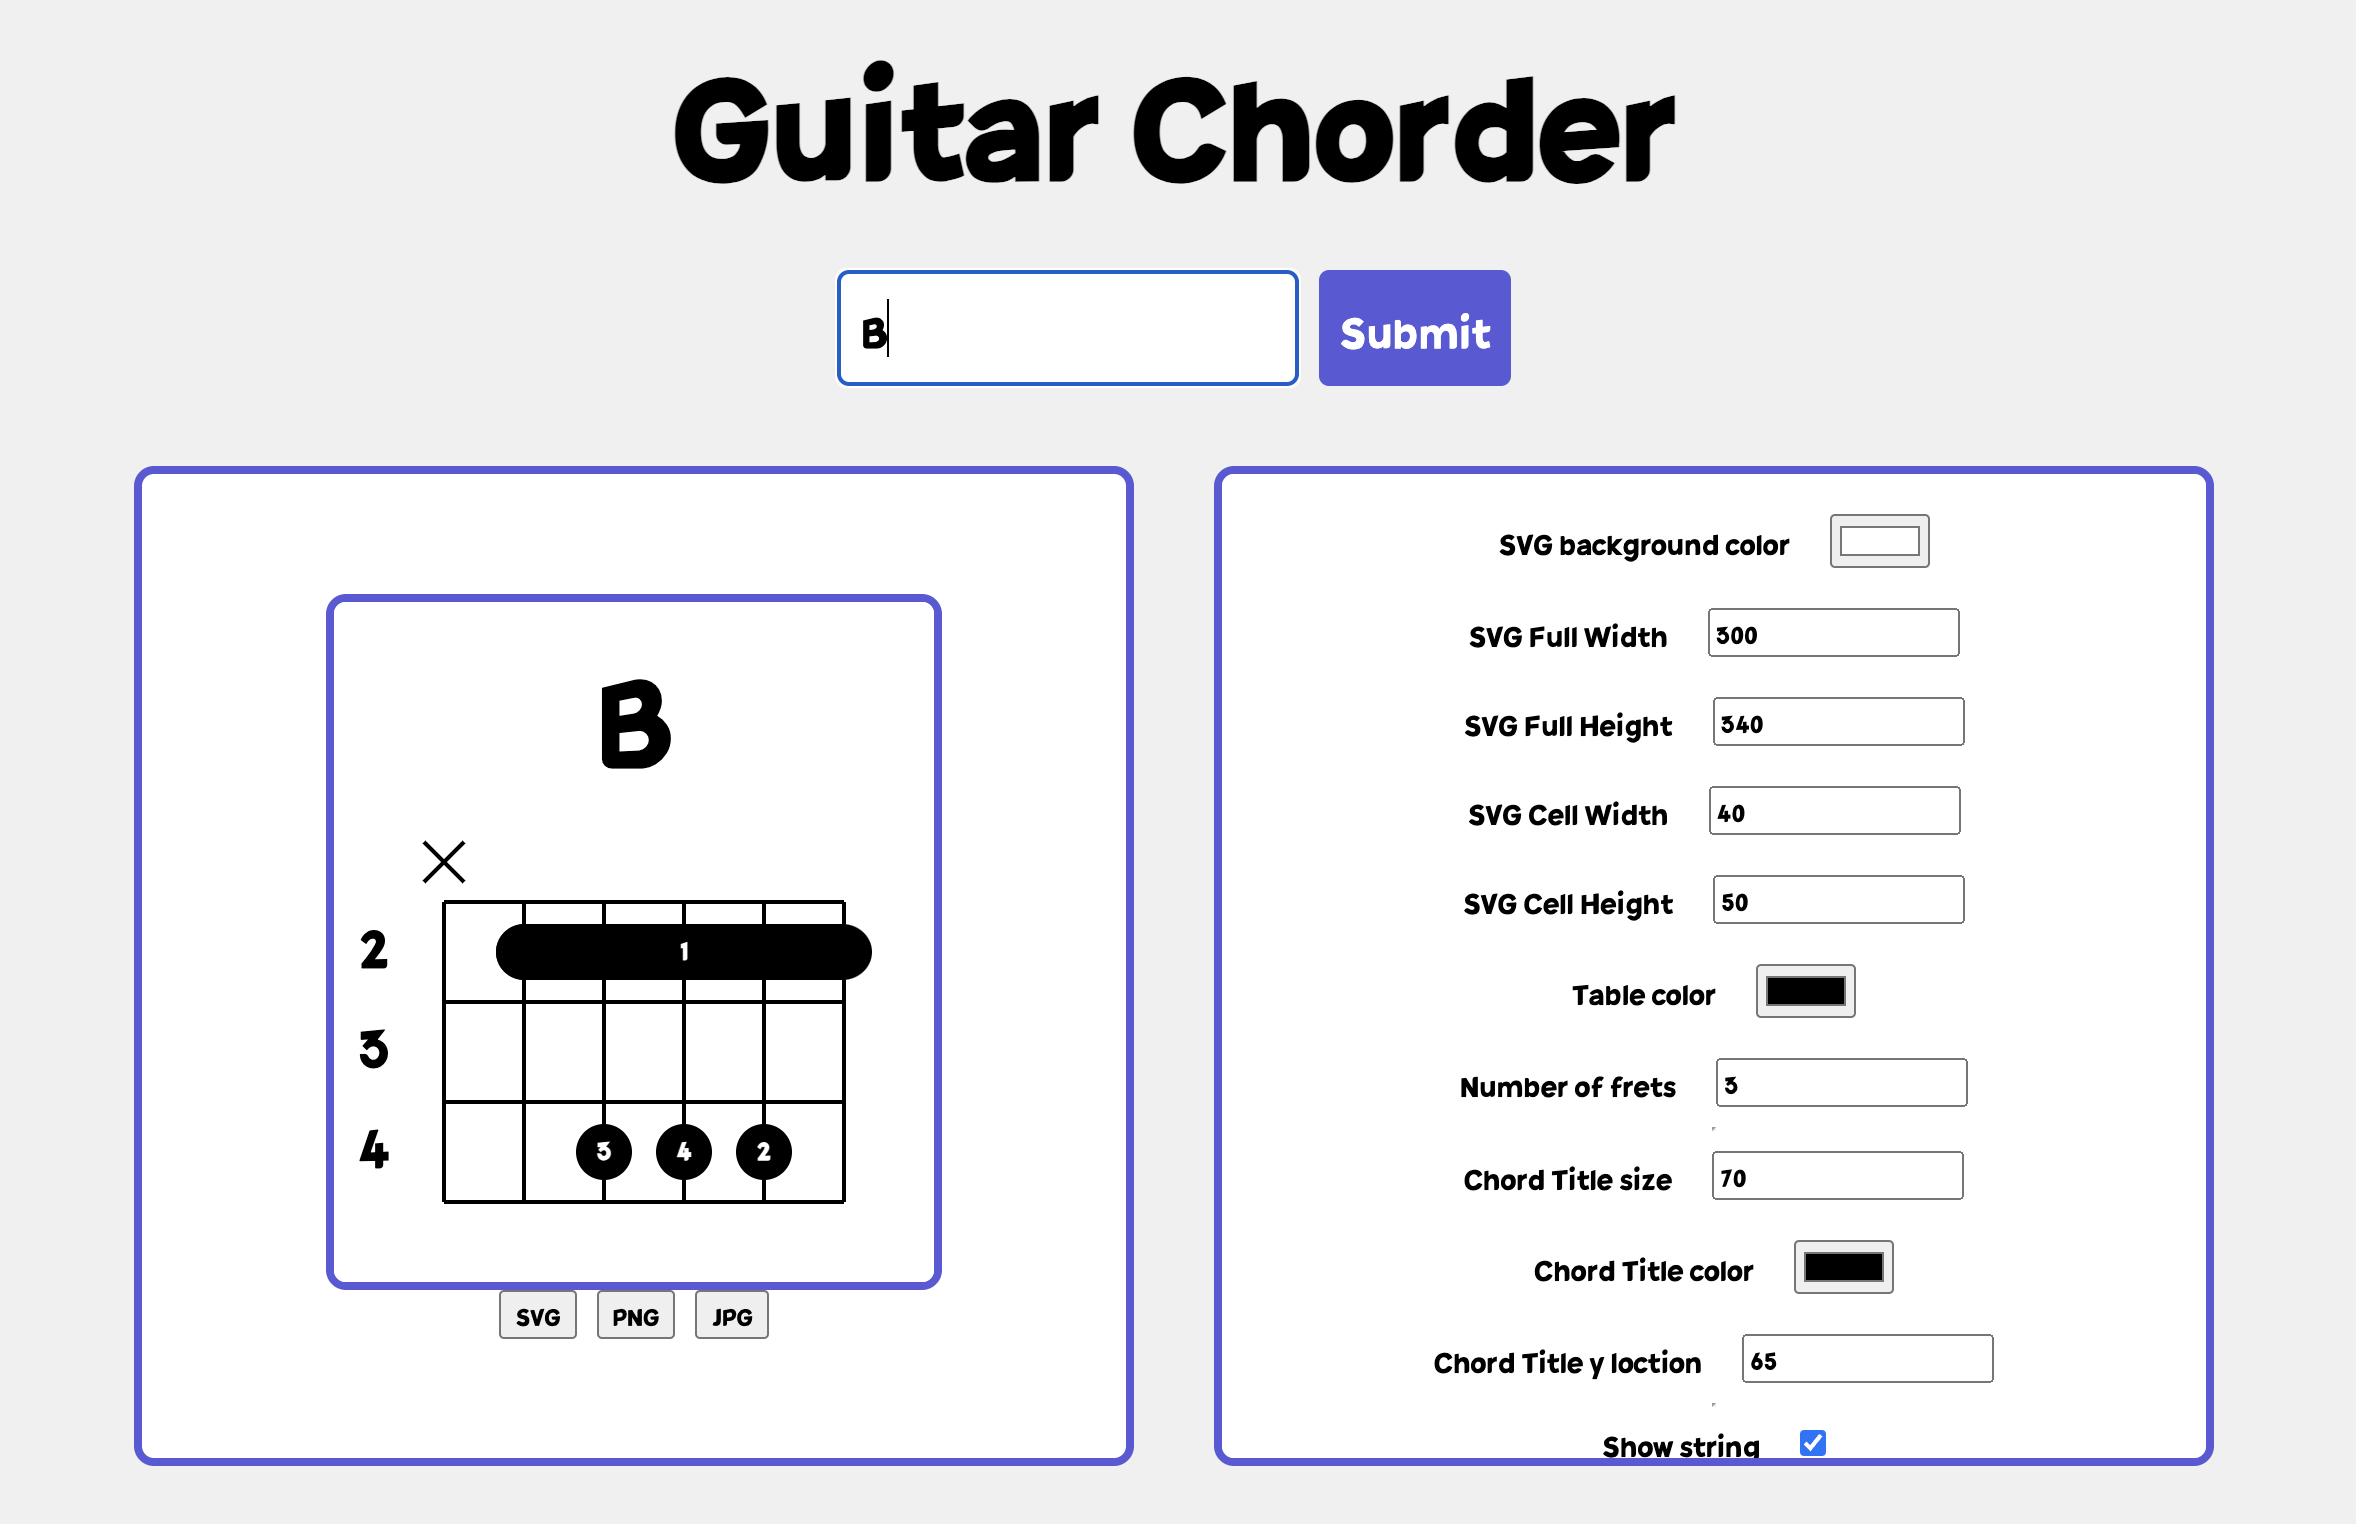 Guitar Chorder
B
Submit
B
2
1
3
4
3 4 2
SVG PNG JPG
SVG background color
SVG Full Width 300
SVG Full Height 340
SVG Cell Width 40
SVG Cell Height 50
Table color
Number of frets 3
Chord Title size 70
Chord Title color
Chord Title y loction 65
Show string